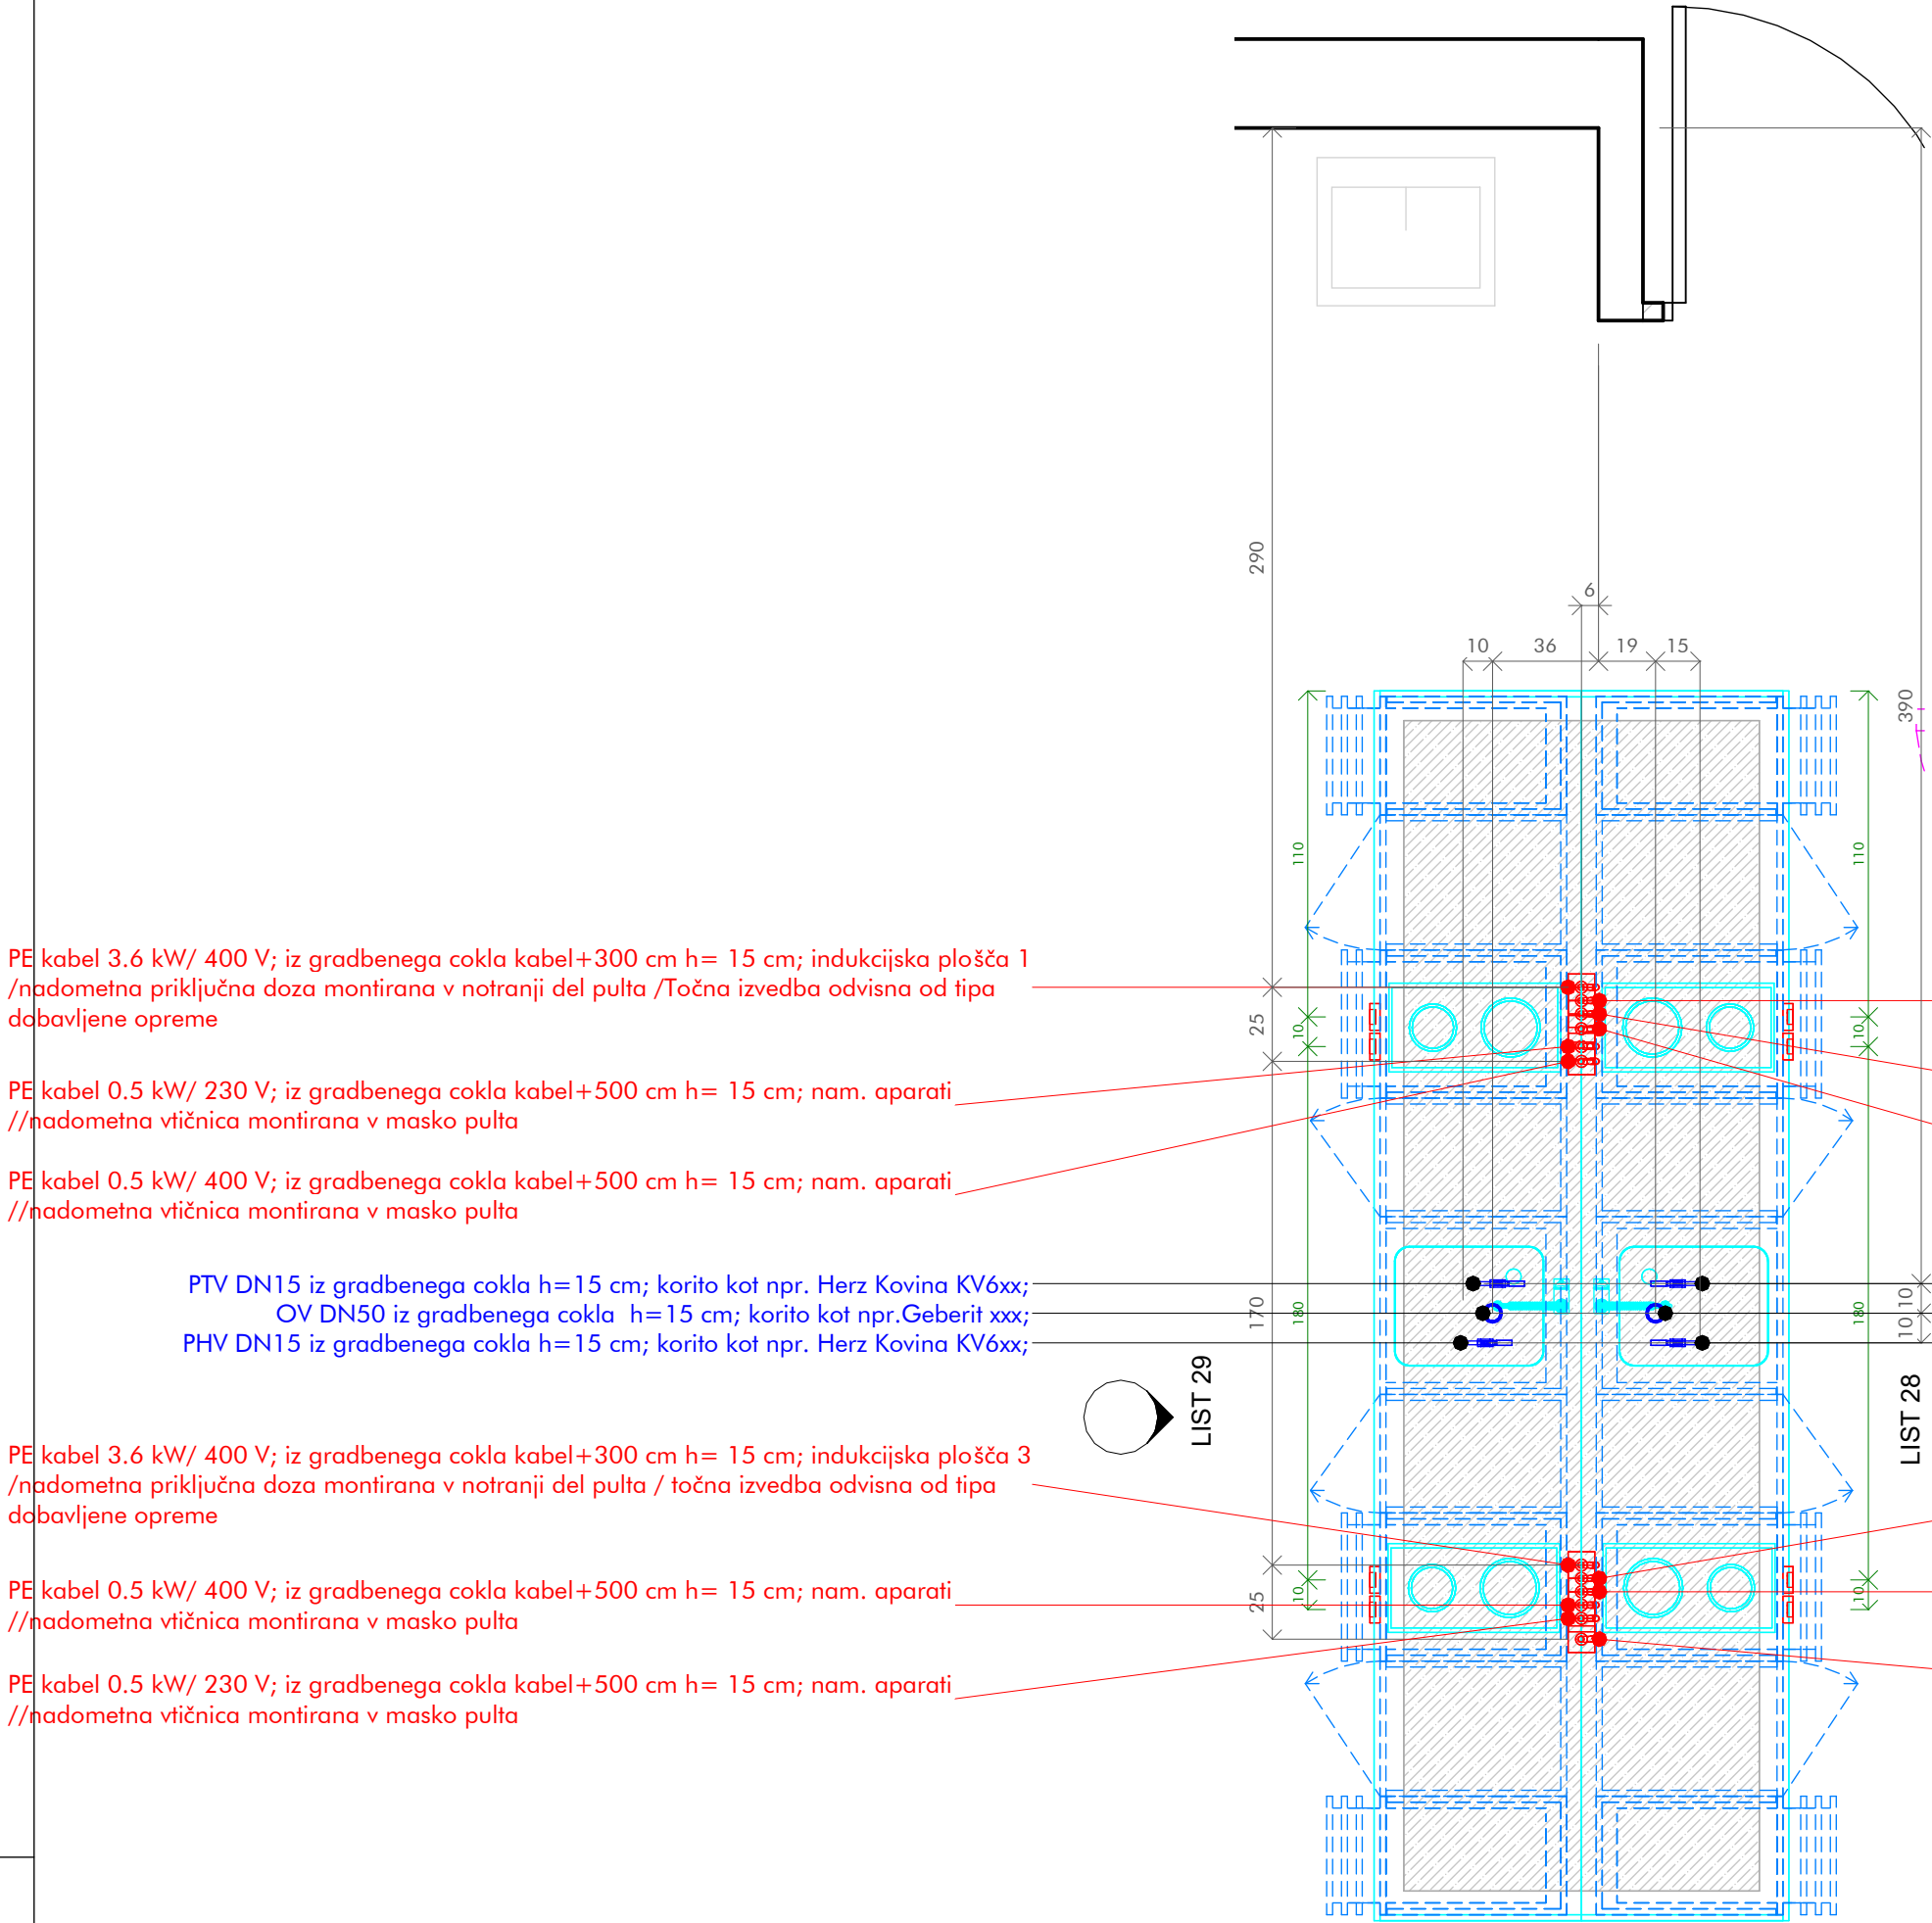 290
6
10
36
19
15
390
110
110
PE kabel 3.6 kW/ 400 V; iz gradbenega cokla kabel+300 cm h= 15 cm; indukcijska plošča 1
/nadometna priključna doza montirana v notranji del pulta /Točna izvedba odvisna od tipa
dobavljene opreme
25
10
10
PE kabel 0.5 kW/ 230 V; iz gradbenega cokla kabel+500 cm h= 15 cm; nam. aparati
//nadometna vtičnica montirana v masko pulta
PE kabel 0.5 kW/ 400 V; iz gradbenega cokla kabel+500 cm h= 15 cm; nam. aparati
//nadometna vtičnica montirana v masko pulta
PTV DN15 iz gradbenega cokla h=15 cm; korito kot npr. Herz Kovina KV6xx;
OV DN50 iz gradbenega cokla  h=15 cm; korito kot npr.Geberit xxx;
PHV DN15 iz gradbenega cokla h=15 cm; korito kot npr. Herz Kovina KV6xx;
170
180
180
10
10
LIST 29
LIST 28
PE kabel 3.6 kW/ 400 V; iz gradbenega cokla kabel+300 cm h= 15 cm; indukcijska plošča 3
/nadometna priključna doza montirana v notranji del pulta / točna izvedba odvisna od tipa
dobavljene opreme
PE kabel 0.5 kW/ 400 V; iz gradbenega cokla kabel+500 cm h= 15 cm; nam. aparati
//nadometna vtičnica montirana v masko pulta
25
10
10
PE kabel 0.5 kW/ 230 V; iz gradbenega cokla kabel+500 cm h= 15 cm; nam. aparati
//nadometna vtičnica montirana v masko pulta